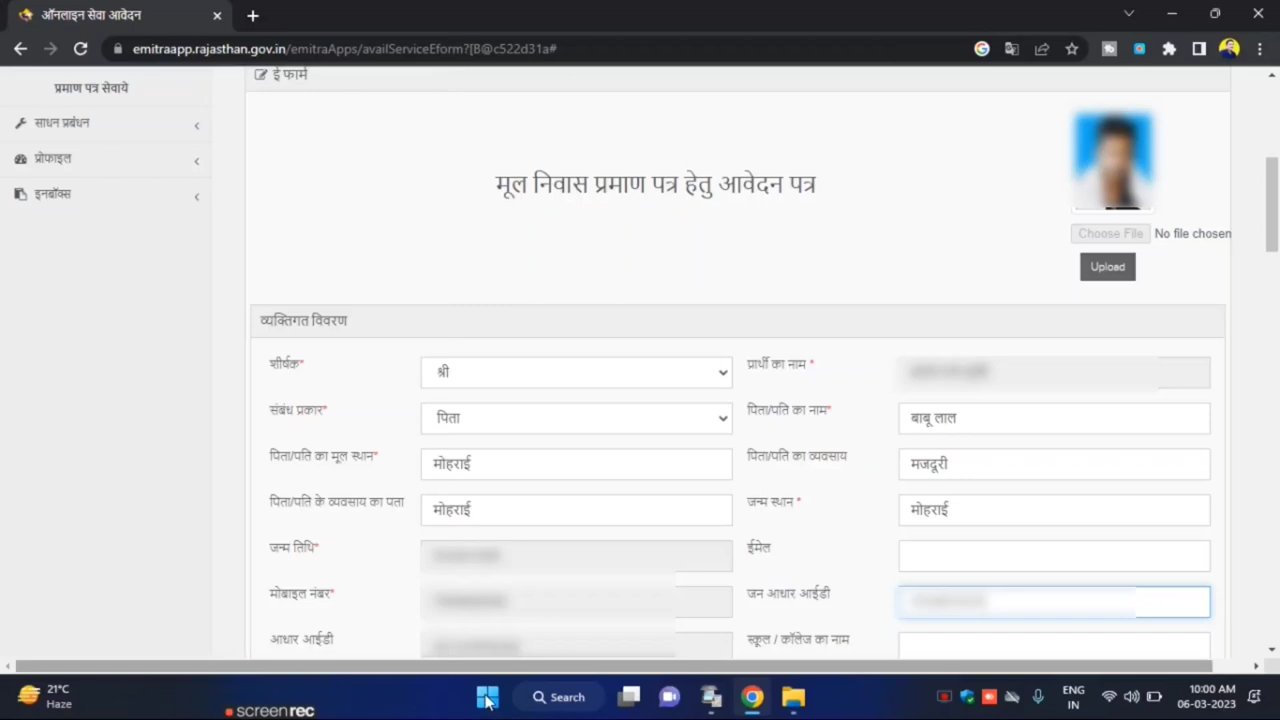 ऑनलाइन सेवा आवेदन
emitraapp.rajasthan.gov.in/emitraApps/availServiceEform?[B@c522d31a#
प्रमाण पत्र सेवाये
साधन प्रबंधन
प्रोफाइल
इनबॉक्स
ई फार्म
मूल निवास प्रमाण पत्र हेतु आवेदन पत्र
Choose File No file chosen
Upload
व्यक्तिगत विवरण
शीर्षक* श्री प्रार्थी का नाम *
संबंध प्रकार* पिता पिता/पति का नाम* बाबू लाल
पिता/पति का मूल स्थान* मोहराई पिता/पति का व्यवसाय मजदूरी
पिता/पति के व्यवसाय का पता मोहराई जन्म स्थान * मोहराई
जन्म तिथि* ईमेल
मोबाइल नंबर* जन आधार आईडी
आधार आईडी स्कूल / कॉलेज का नाम
21°C
Haze
screenrec
Search
ENG
IN
10:00 AM
06-03-2023